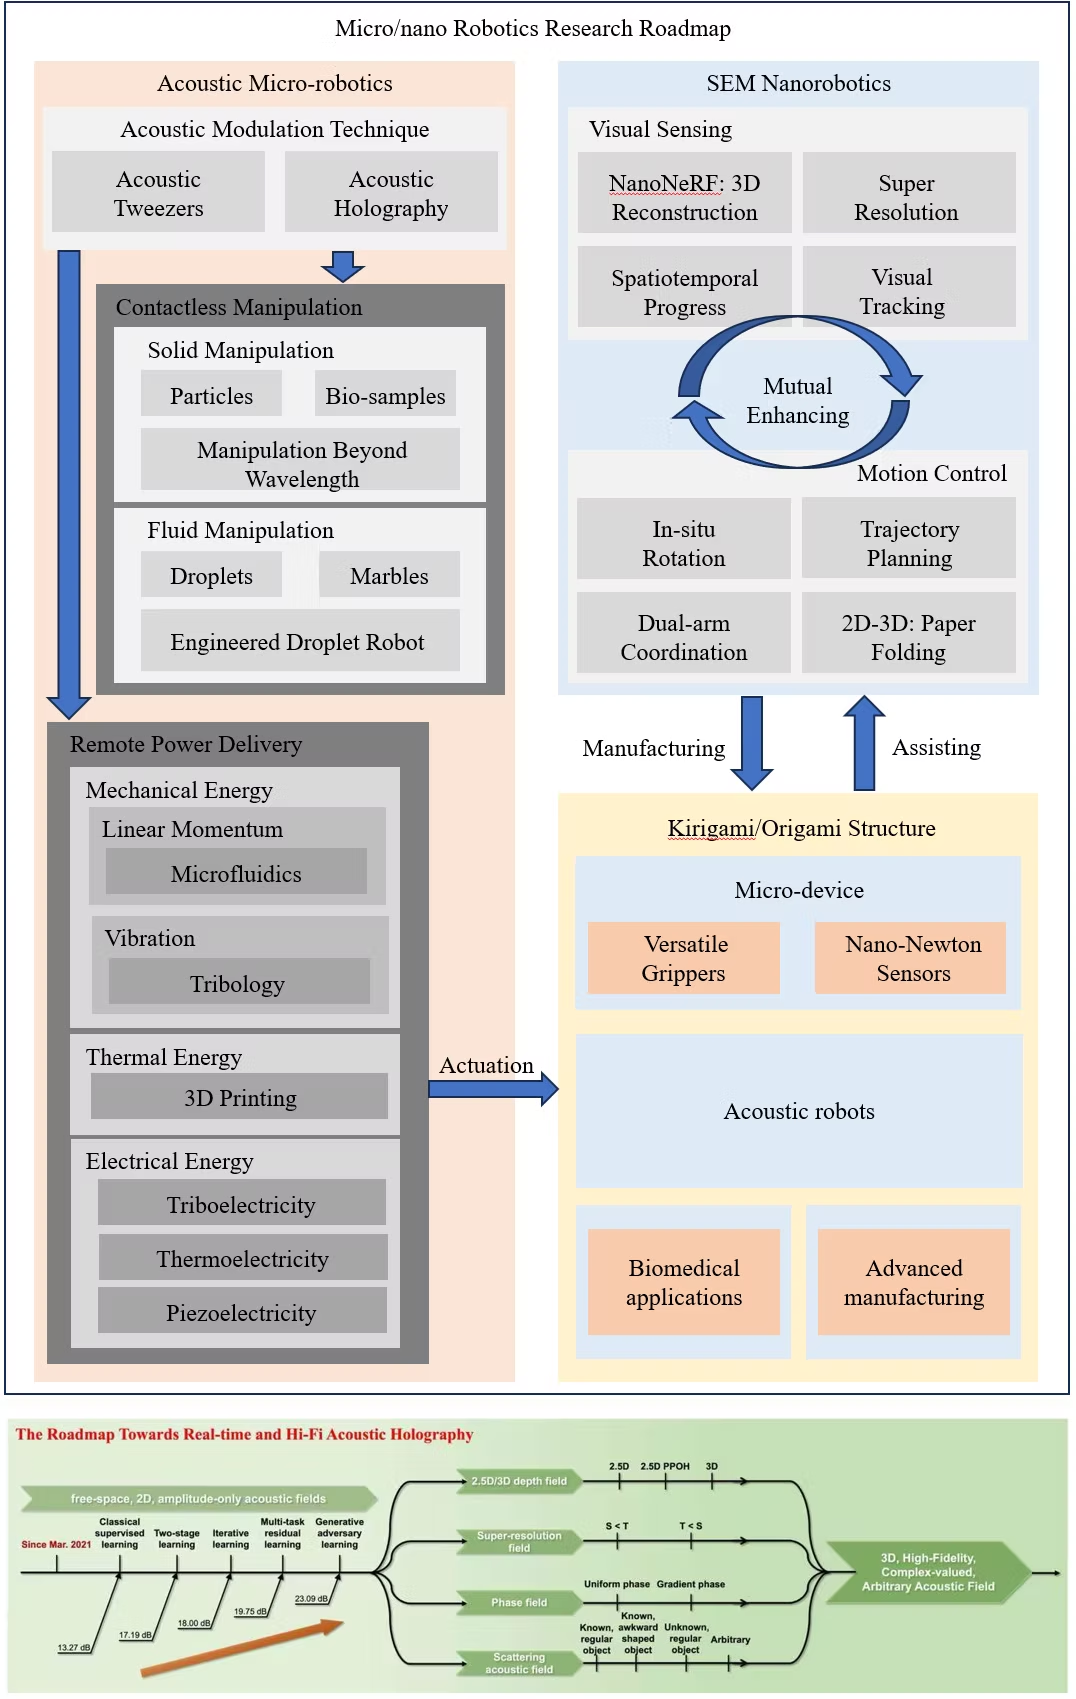 Micro/nano Robotics Research Roadmap
Acoustic Micro-robotics
Acoustic Modulation Technique
Acoustic
Tweezers
Acoustic
Holography
Contactless Manipulation
Solid Manipulation
Particles
Bio-samples
Manipulation Beyond
Wavelength
Fluid Manipulation
Droplets
Marbles
Engineered Droplet Robot
Remote Power Delivery
Mechanical Energy
Linear Momentum
Microfluidics
Vibration
Tribology
Thermal Energy
3D Printing
Electrical Energy
Triboelectricity
Thermoelectricity
Piezoelectricity
Actuation
SEM Nanorobotics
Visual Sensing
NanoNeRF: 3D
Reconstruction
Super
Resolution
Spatiotemporal
Progress
Visual
Tracking
Mutual
Enhancing
Motion Control
In-situ
Rotation
Trajectory
Planning
Dual-arm
Coordination
2D-3D: Paper
Folding
Manufacturing
Assisting
Kirigami/Origami Structure
Micro-device
Versatile
Grippers
Nano-Newton
Sensors
Acoustic robots
Biomedical
applications
Advanced
manufacturing
The Roadmap Towards Real-time and Hi-Fi Acoustic Holography
free-space, 2D, amplitude-only acoustic fields
Since Mar. 2021
Classical
supervised
learning
Two-stage
learning
Iterative
learning
Multi-task
residual
learning
Generative
adversary
learning
13.27 dB
17.19 dB
18.00 dB
19.75 dB
23.09 dB
2.5D/3D depth field
2.5D
2.5D PPOH
3D
Super-resolution
field
S < T
T < S
Phase field
Uniform phase
Gradient phase
Scattering
acoustic field
Known,
regular
object
Known,
awkward
shaped
object
Unknown,
regular
object
Arbitrary
3D, High-Fidelity,
Complex-valued,
Arbitrary Acoustic Field